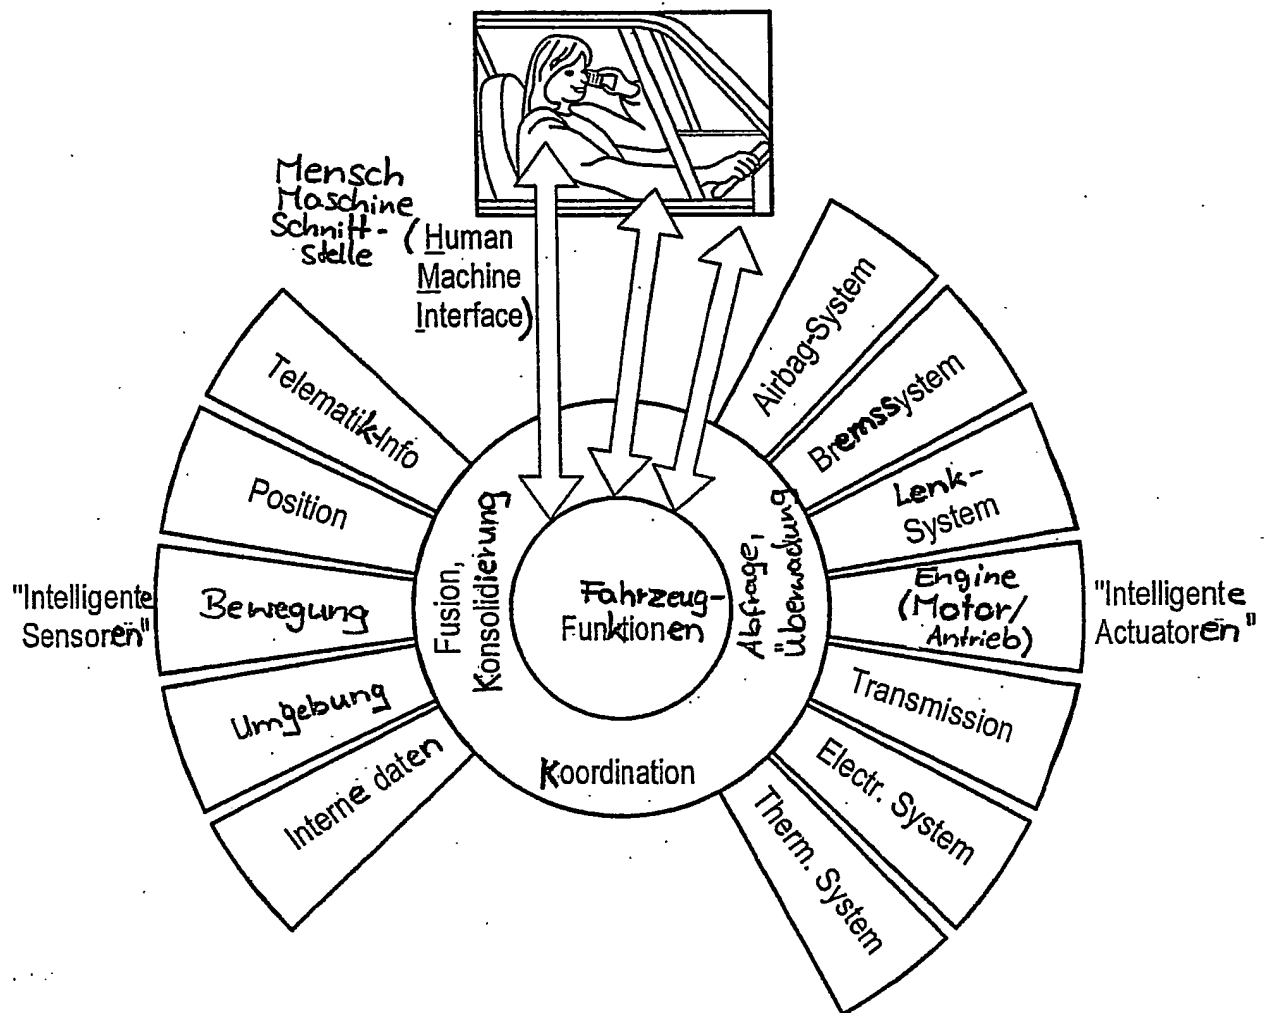 Mensch
Maschine
Schnitt-
stelle
(Human
Machine
Interface)
Telematik-Info
Position
Bewegung
Umgebung
Interne daten
"Intelligente
Sensoren"
Fusion,
Konsolidierung
Fahrzeug-
Funktionen
Abfrage,
Überwachung
Koordination
Airbag-System
Bremssystem
Lenk-
System
Engine
(Motor/
Antrieb)
Transmission
Electr. System
Therm. System
"Intelligente
Actuatoren"